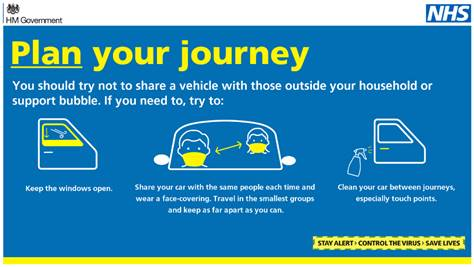 HM Government
NHS
Plan your journey
You should try not to share a vehicle with those outside your household or
support bubble. If you need to, try to:
Keep the windows open.
Share your car with the same people each time and
wear a face-covering. Travel in the smallest groups
and keep as far apart as you can.
Clean your car between journeys,
especially touch points.
STAY ALERT › CONTROL THE VIRUS › SAVE LIVES